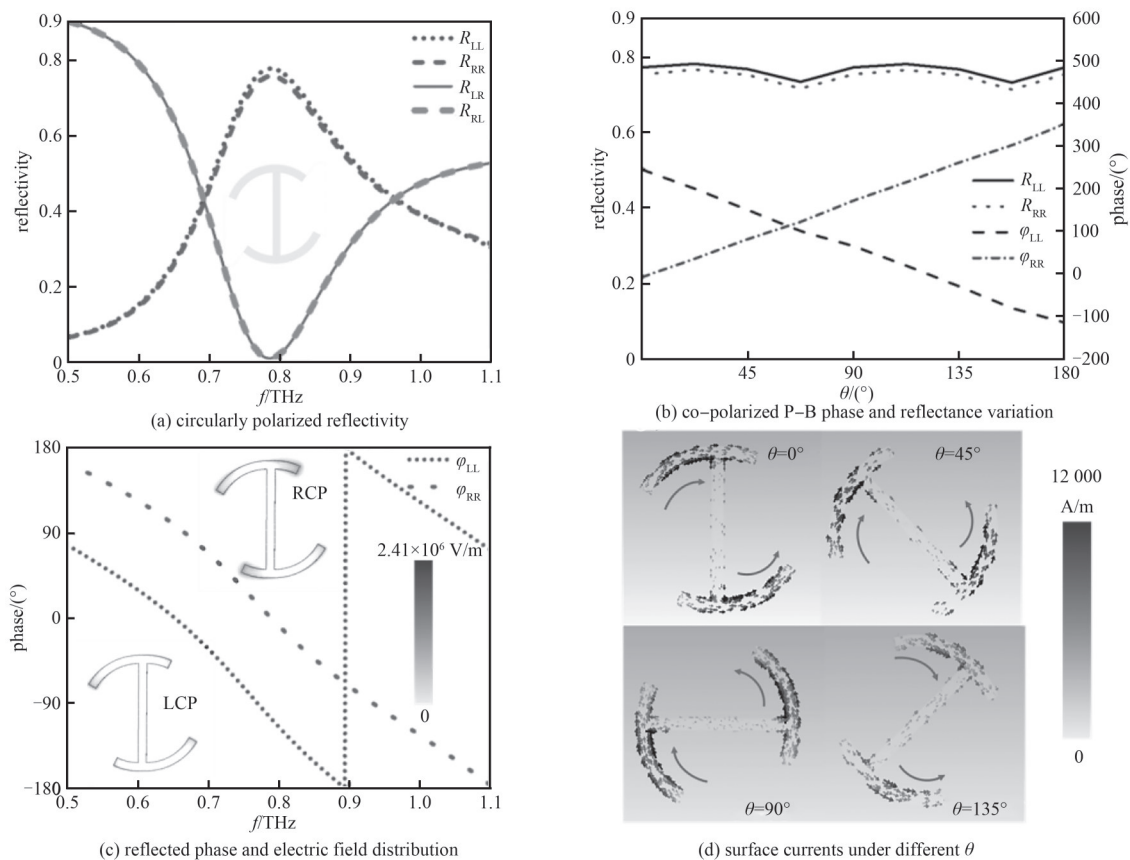 0.9
0.8
0.6
0.4
0.2
0
reflectivity
R_LL
R_RR
R_LR
R_RL
0.5 0.6 0.7 0.8 0.9 1.0 1.1
f/THz
(a) circularly polarized reflectivity
0.9
0.8
0.6
0.4
0.2
0
reflectivity
600
500
400
300
200
100
0
−100
−200
phase/(°)
R_LL
R_RR
φ_LL
φ_RR
45 90 135 180
θ/(°)
(b) co−polarized P−B phase and reflectance variation
180
90
0
−90
−180
phase/(°)
φ_LL
φ_RR
RCP
2.41×10⁶ V/m
0
LCP
0.5 0.6 0.7 0.8 0.9 1.0 1.1
f/THz
(c) reflected phase and electric field distribution
θ=0°
θ=45°
θ=90°
θ=135°
12 000
A/m
0
(d) surface currents under different θ